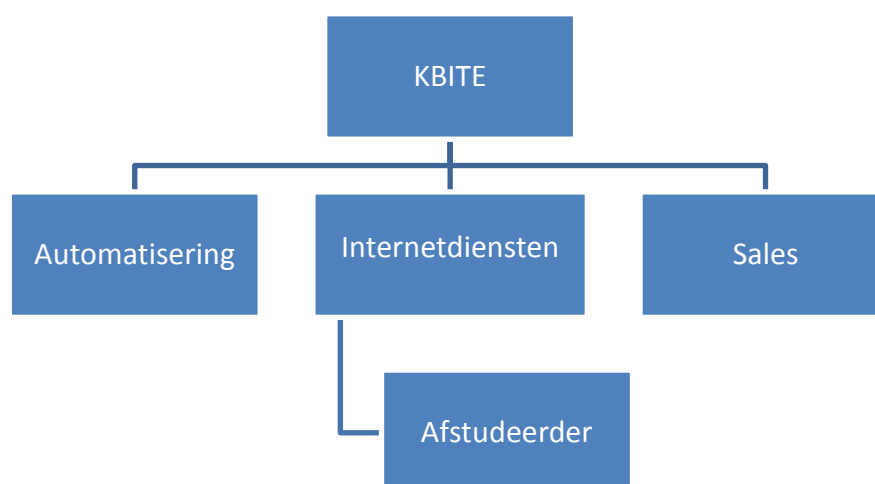 KBITE
Automatisering
Internetdiensten
Sales
Afstudeerder